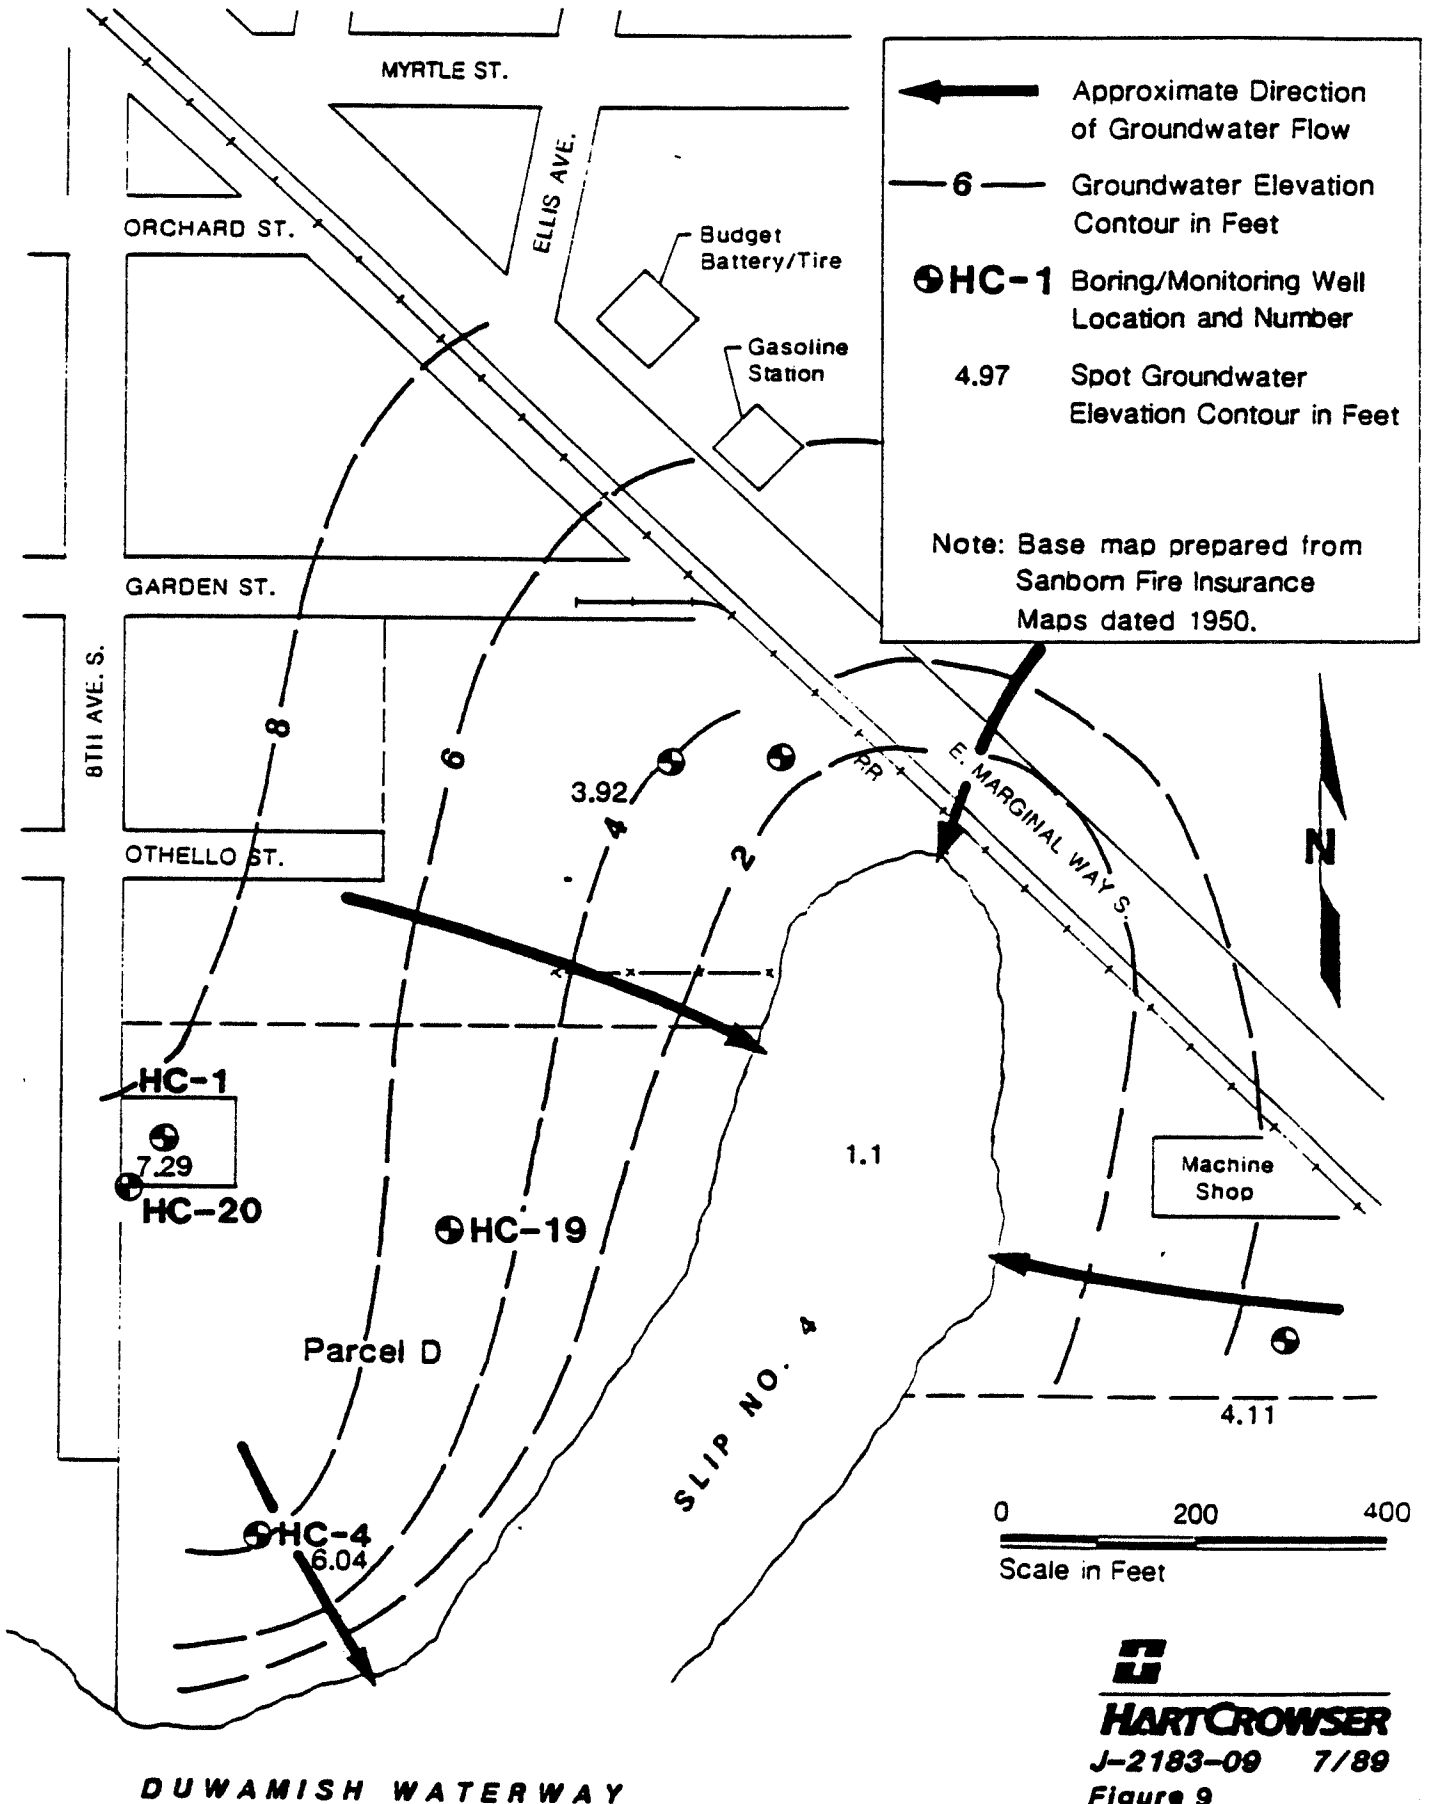 MYRTLE ST.
ELLIS AVE.
ORCHARD ST.
Budget
Battery/Tire
Gasoline
Station
Approximate Direction
of Groundwater Flow
6
Groundwater Elevation
Contour in Feet
HC-1
Boring/Monitoring Well
Location and Number
4.97
Spot Groundwater
Elevation Contour in Feet
Note: Base map prepared from
Sanborn Fire Insurance
Maps dated 1950.
GARDEN ST.
8TH AVE. S.
8
6
3.92
4
2
RR
E. MARGINAL WAY S.
N
OTHELLO ST.
HC-1
7.29
HC-20
HC-19
1.1
Machine
Shop
Parcel D
SLIP NO. 4
4.11
HC-4
6.04
0 200 400
Scale in Feet
HARTCROWSER
J-2183-09 7/89
Figure 9
DUWAMISH WATERWAY